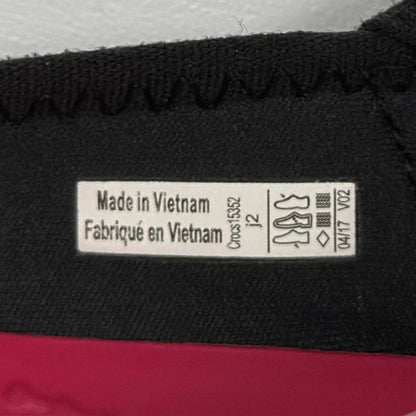 Made in Vietnam
Fabriqué en Vietnam
Crocs15352
j2
04/17 V02